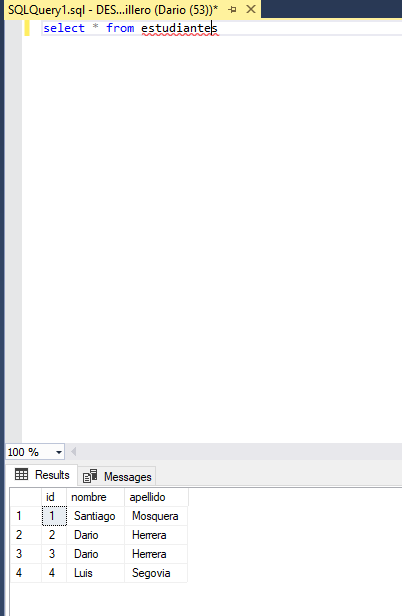 SQLQuery1.sql - DES...illero (Dario (53))*
select * from estudiantes
100 %
Results Messages
id nombre apellido
1 1 Santiago Mosquera
2 2 Dario Herrera
3 3 Dario Herrera
4 4 Luis Segovia